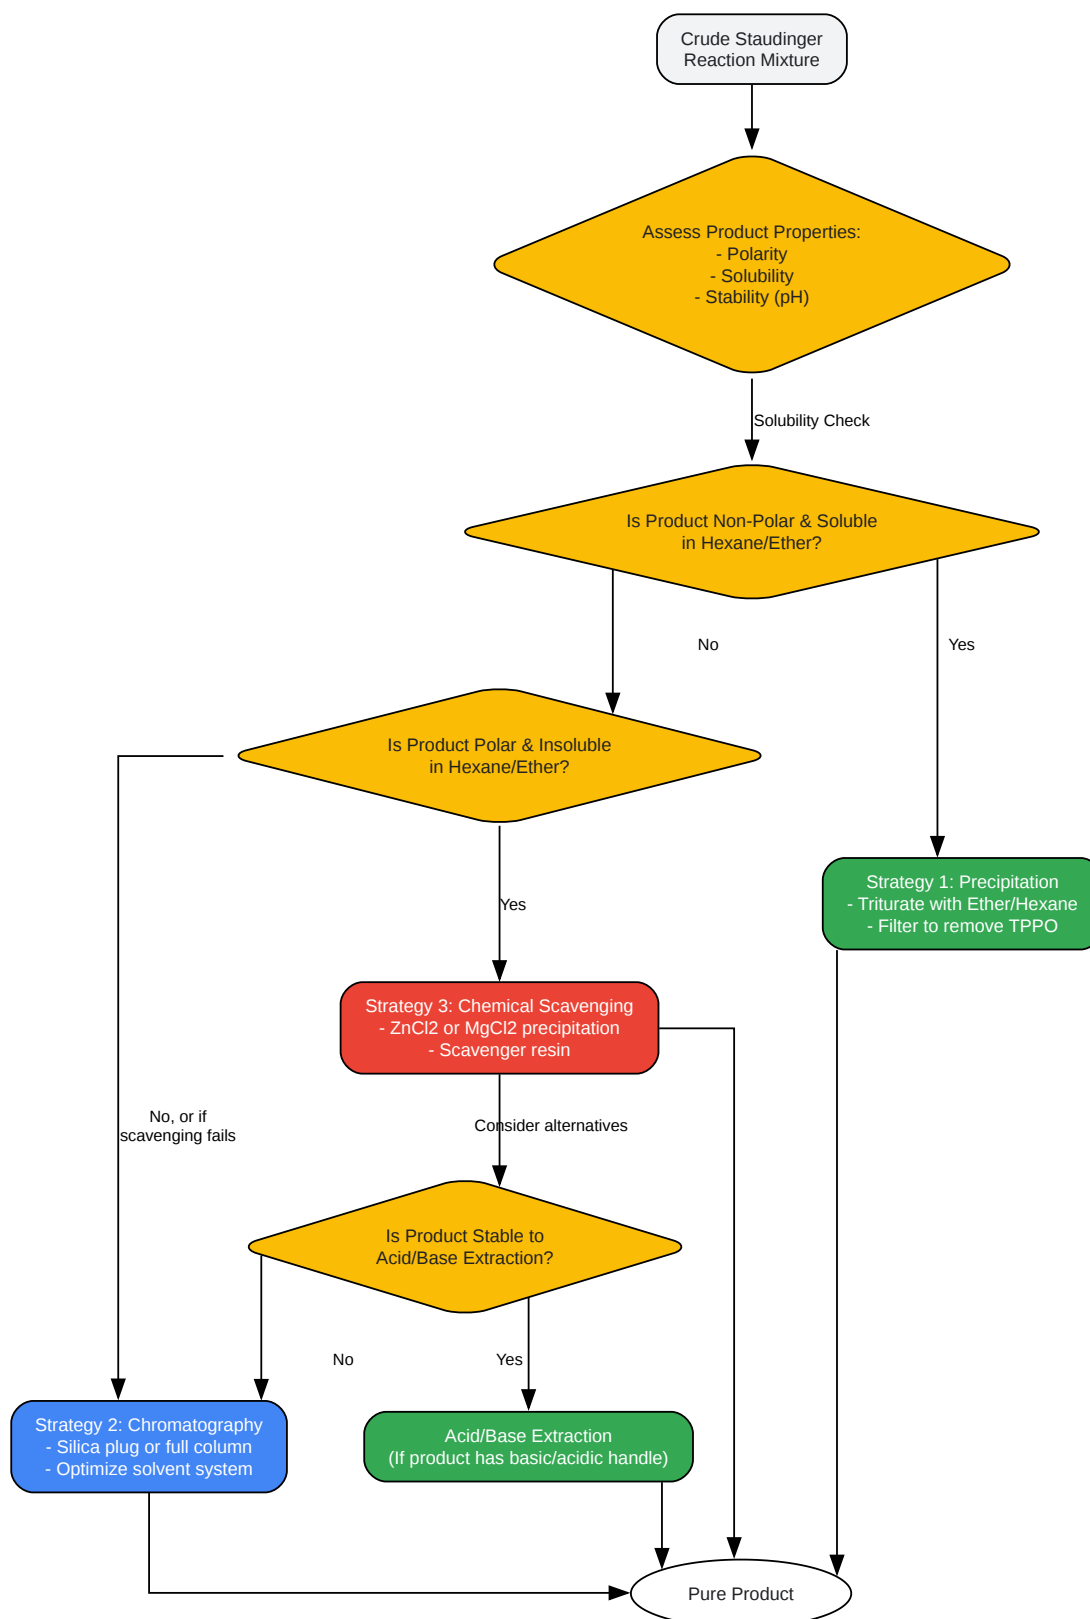 Crude Staudinger
Reaction Mixture
Assess Product Properties:
- Polarity
- Solubility
- Stability (pH)
Solubility Check
Is Product Non-Polar & Soluble
in Hexane/Ether?
No
Yes
Is Product Polar & Insoluble
in Hexane/Ether?
Strategy 1: Precipitation
- Triturate with Ether/Hexane
- Filter to remove TPPO
Yes
Strategy 3: Chemical Scavenging
- ZnCl2 or MgCl2 precipitation
- Scavenger resin
No, or if
scavenging fails
Consider alternatives
Is Product Stable to
Acid/Base Extraction?
No
Yes
Strategy 2: Chromatography
- Silica plug or full column
- Optimize solvent system
Acid/Base Extraction
(If product has basic/acidic handle)
Pure Product